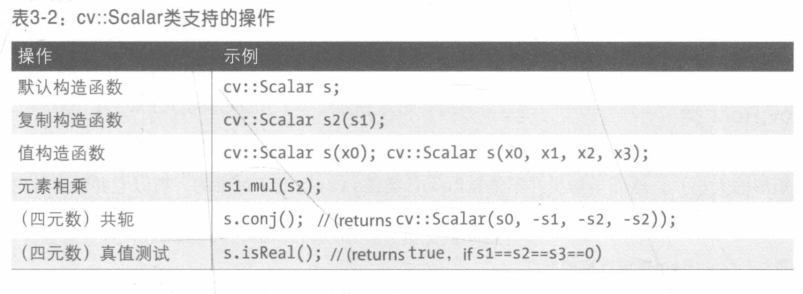 表3-2：cv::Scalar类支持的操作
操作 示例
默认构造函数 cv::Scalar s;
复制构造函数 cv::Scalar s2(s1);
值构造函数 cv::Scalar s(x0); cv::Scalar s(x0, x1, x2, x3);
元素相乘 s1.mul(s2);
（四元数）共轭 s.conj(); //(returns cv::Scalar(s0, -s1, -s2, -s2));
（四元数）真值测试 s.isReal(); //(returns true, if s1==s2==s3==0)